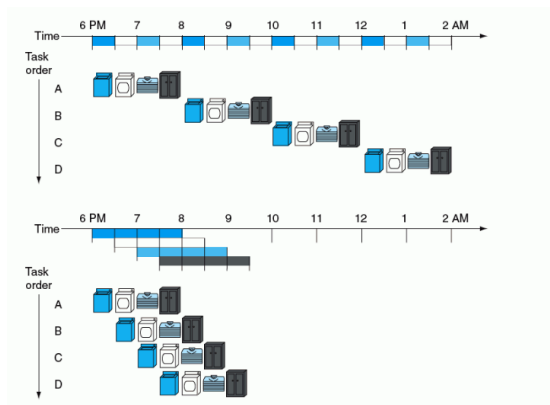 6 PM 7 8 9 10 11 12 1 2 AM
Time
Task
order
A
B
C
D
6 PM 7 8 9 10 11 12 1 2 AM
Time
Task
order
A
B
C
D